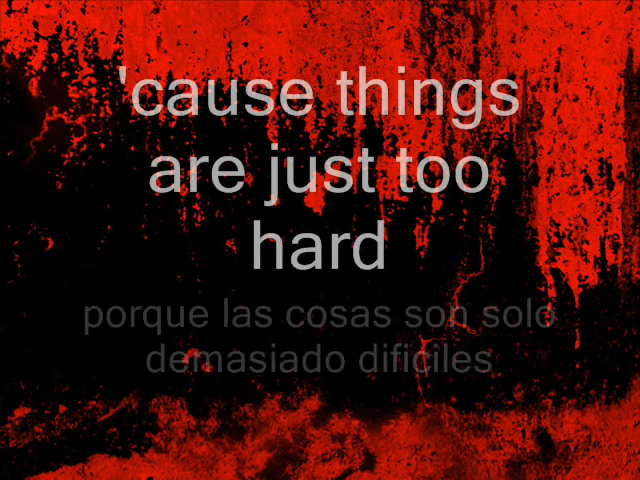 'cause things
are just too
hard
porque las cosas son solo
demasiado dificiles